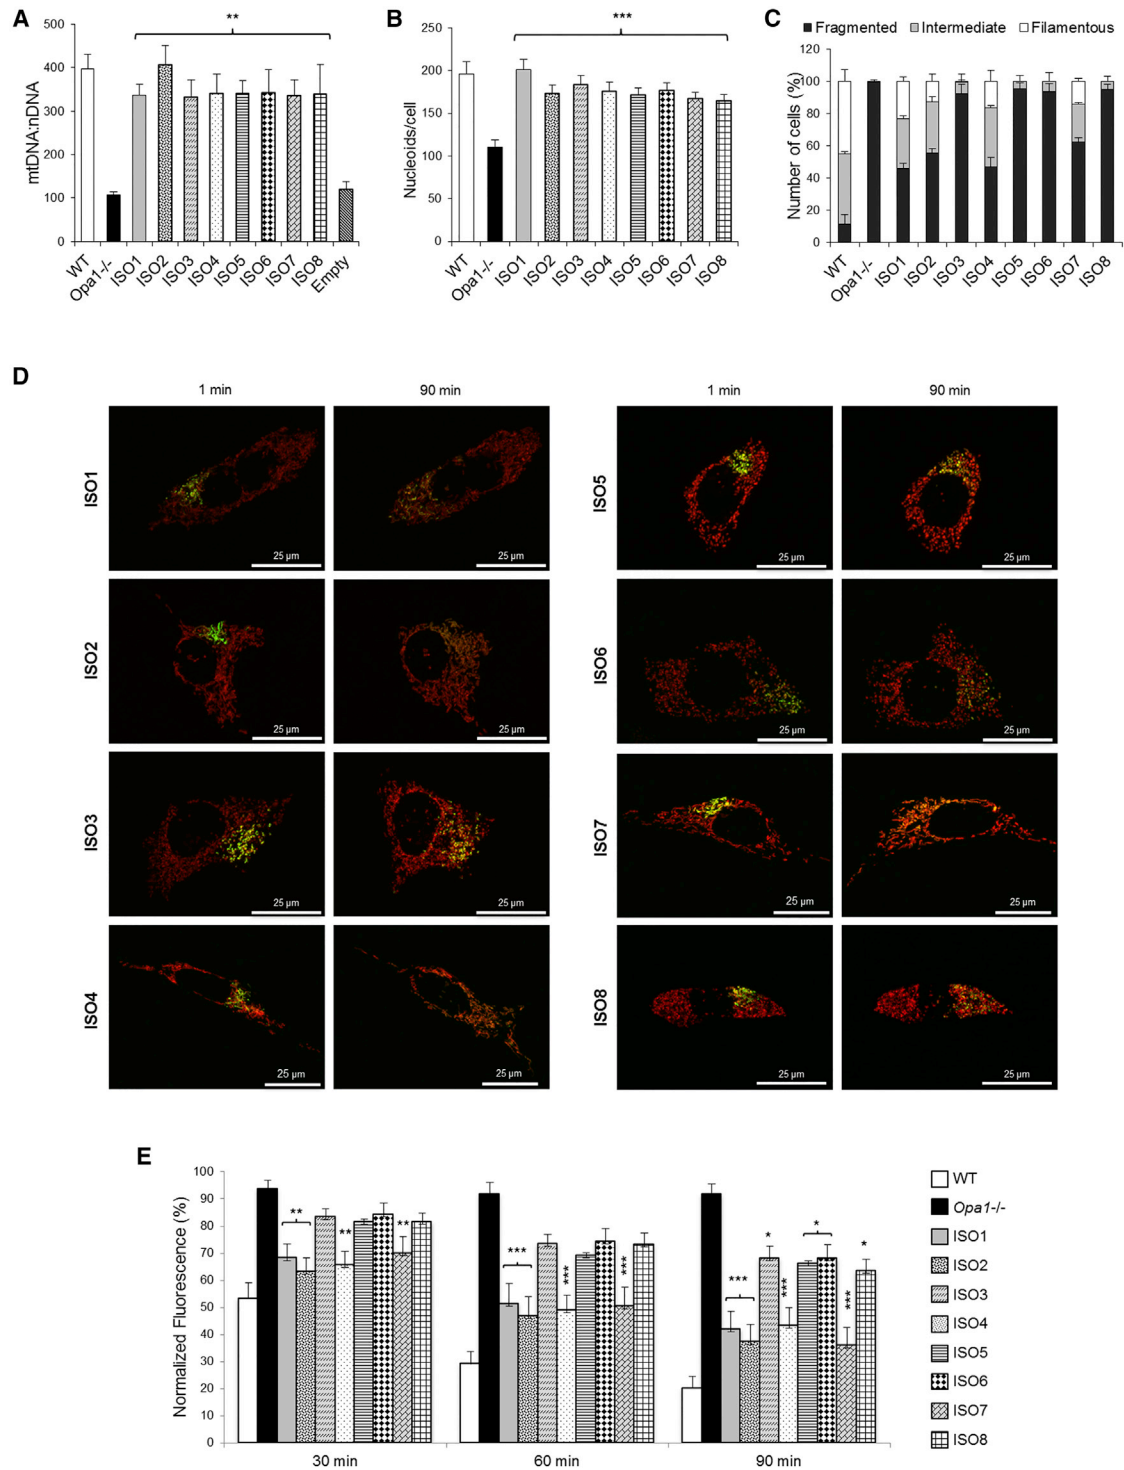 A
mtDNA:nDNA
500
400
300
200
100
0
**
WT
Opa1-/-
ISO1
ISO2
ISO3
ISO4
ISO5
ISO6
ISO7
ISO8
Empty
B
Nucleoids/cell
250
200
150
100
50
0
***
WT
Opa1-/-
ISO1
ISO2
ISO3
ISO4
ISO5
ISO6
ISO7
ISO8
C
Fragmented Intermediate Filamentous
Number of cells (%)
120
100
80
60
40
20
0
WT
Opa1-/-
ISO1
ISO2
ISO3
ISO4
ISO5
ISO6
ISO7
ISO8
D
1 min 90 min 1 min 90 min
ISO1
25 µm
25 µm
ISO5
25 µm
25 µm
ISO2
25 µm
25 µm
ISO6
25 µm
25 µm
ISO3
25 µm
25 µm
ISO7
25 µm
25 µm
ISO4
25 µm
25 µm
ISO8
25 µm
25 µm
E
Normalized Fluorescence (%)
100
90
80
70
60
50
40
30
20
10
0
** ** **
*** *** ***
*** * *** * *** *
30 min 60 min 90 min
WT
Opa1-/-
ISO1
ISO2
ISO3
ISO4
ISO5
ISO6
ISO7
ISO8